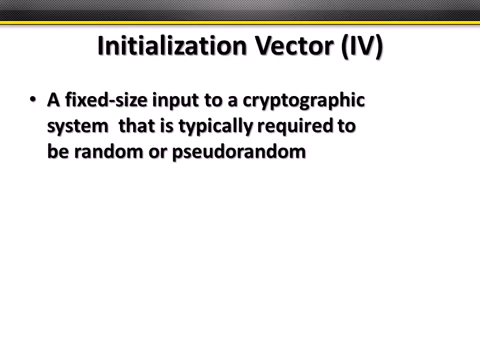 Initialization Vector (IV)
• A fixed-size input to a cryptographic
system that is typically required to
be random or pseudorandom